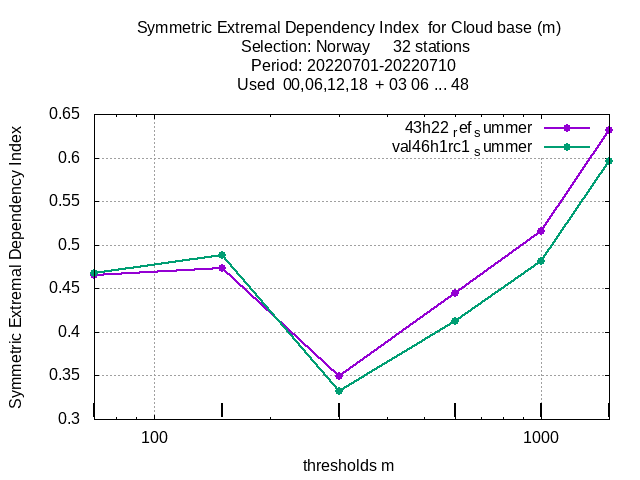 Symmetric Extremal Dependency Index  for Cloud base (m)
Selection: Norway     32 stations
Period: 20220701-20220710
Used  00,06,12,18  + 03 06 ... 48
43h22 ref summer
val46h1rc1 summer
Symmetric Extremal Dependency Index
0.65
0.6
0.55
0.5
0.45
0.4
0.35
0.3
100 1000
thresholds m